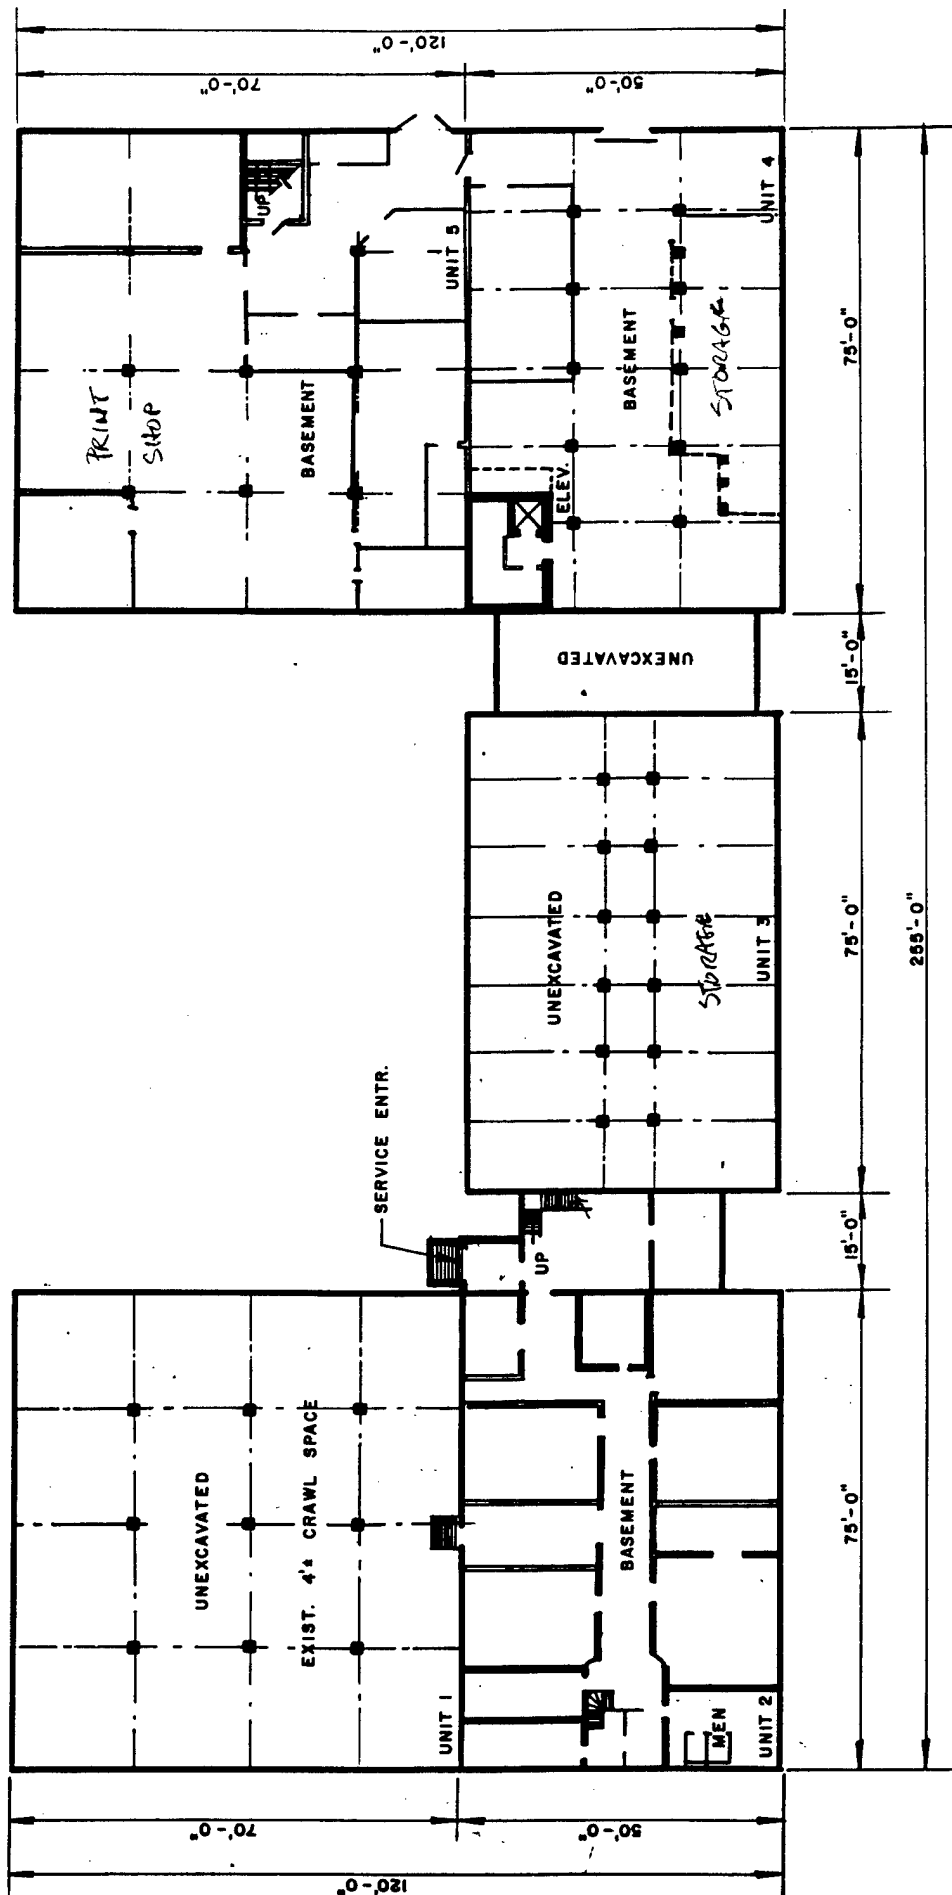 120'-0"
70'-0"
50'-0"
PRINT
SHOP
UP
BASEMENT
UNIT 5
BASEMENT
STORAGE
UNIT 4
ELEV.
75'-0"
UNEXCAVATED
15'-0"
UNEXCAVATED
STORAGE
UNIT 3
75'-0"
255'-0"
SERVICE ENTR.
UP
15'-0"
UNEXCAVATED
EXIST. 4'± CRAWL SPACE
UNIT 1
BASEMENT
MEN
UNIT 2
75'-0"
70'-0"
50'-0"
120'-0"